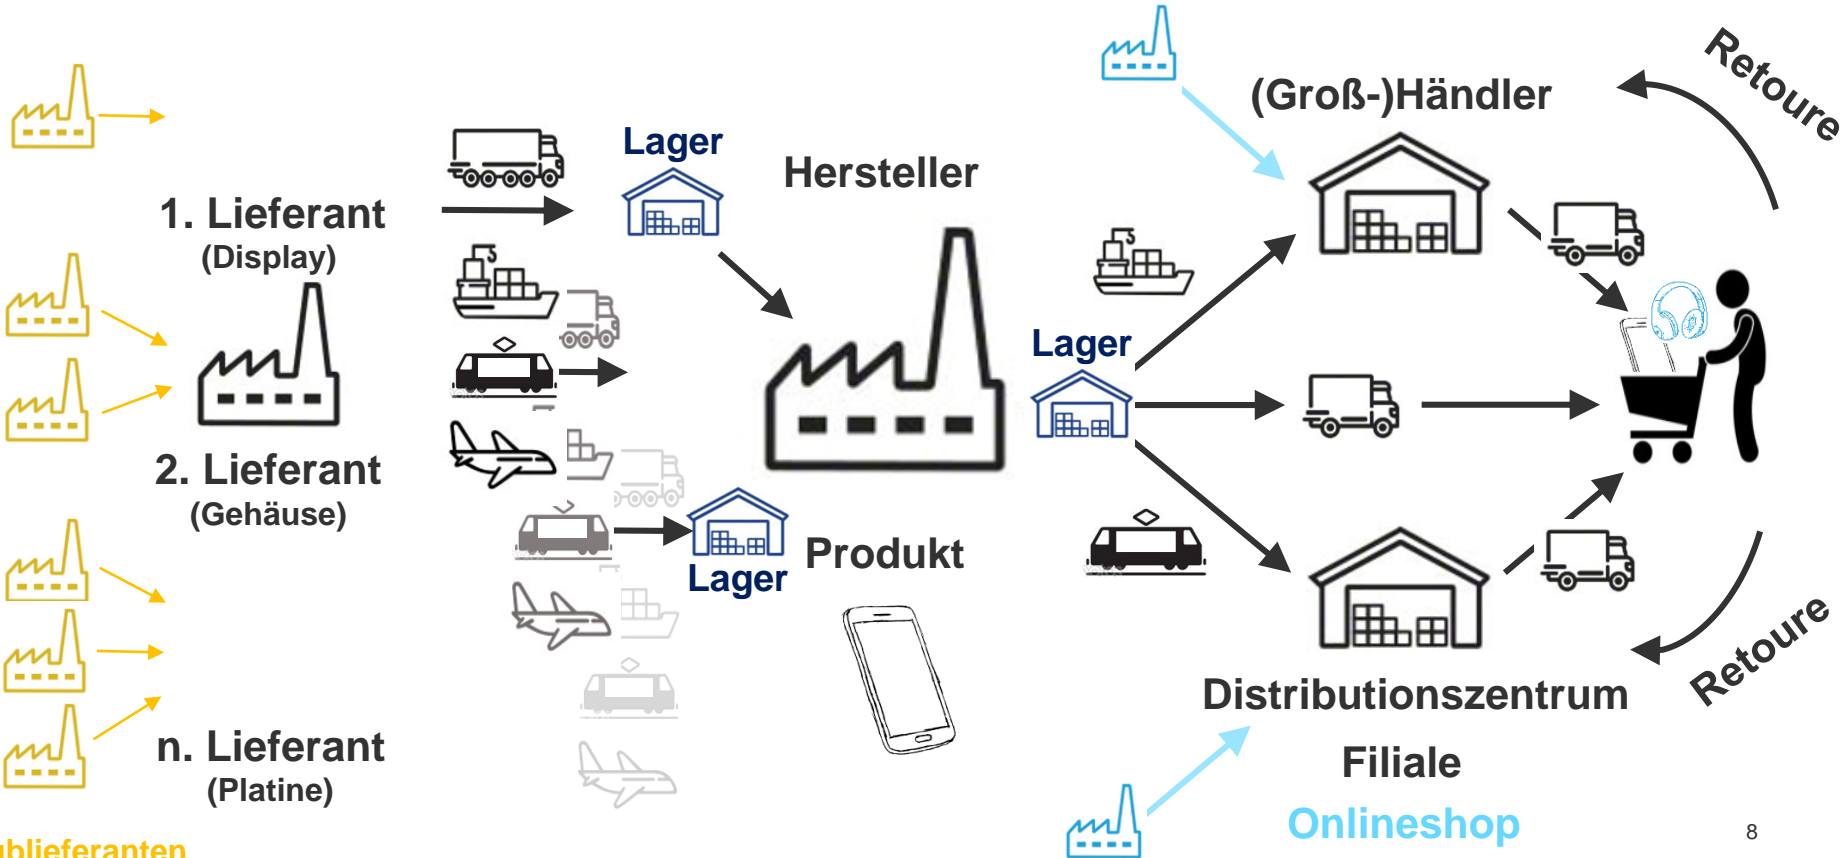 Retoure
(Groß-)Händler
Lager
Hersteller
1. Lieferant
(Display)
Lager
2. Lieferant
(Gehäuse)
Produkt
Lager
Retoure
Distributionszentrum
n. Lieferant
(Platine)
Filiale
Onlineshop
8
ublieferanten